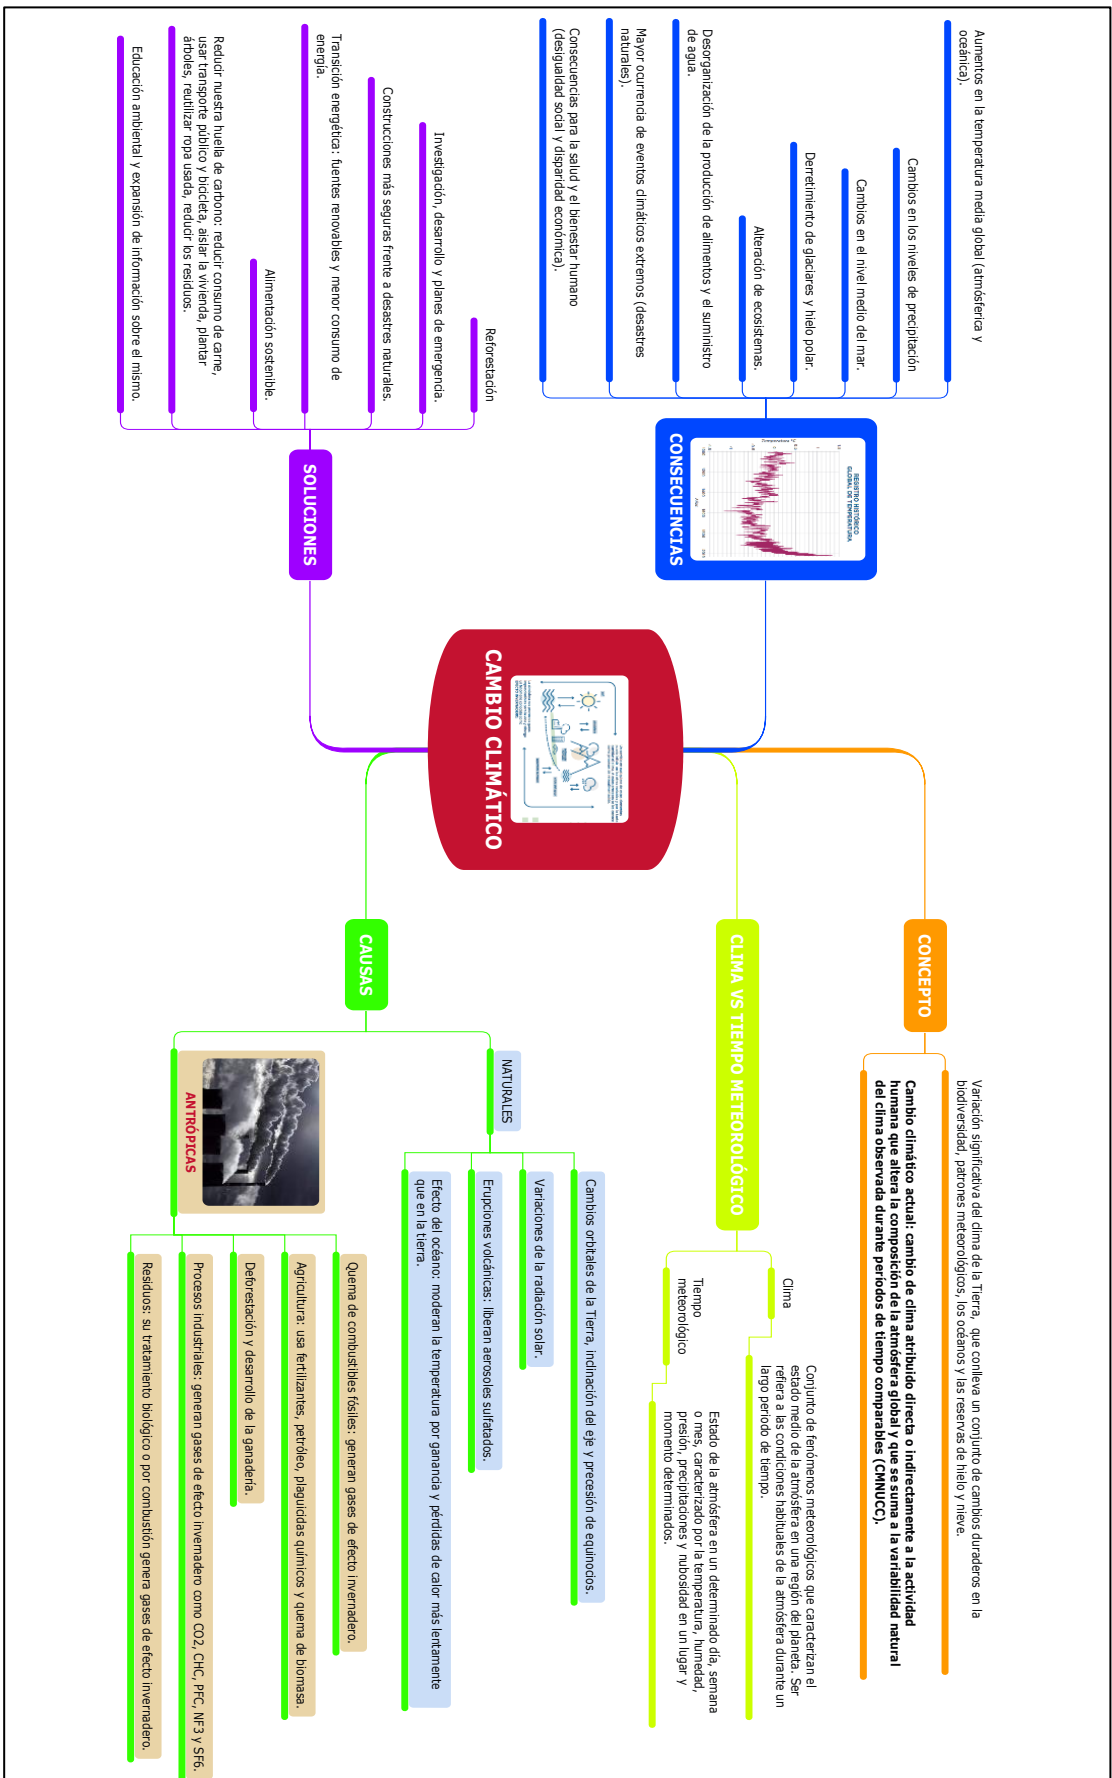 CAMBIO CLIMÁTICO
CONCEPTO
Variación significativa del clima de la Tierra, que conlleva un conjunto de cambios duraderos en la
biodiversidad, patrones meteorológicos, los océanos y las reservas de hielo y nieve.
Cambio climático actual: cambio de clima atribuido directa o indirectamente a la actividad
humana que altera la composición de la atmósfera global y que se suma a la variabilidad natural
del clima observada durante períodos de tiempo comparables (CMNUCC).
CLIMA VS TIEMPO METEOROLÓGICO
Clima
Conjunto de fenómenos meteorológicos que caracterizan el
estado medio de la atmósfera en una región del planeta. Ser
refiera a las condiciones habituales de la atmósfera durante un
largo periodo de tiempo.
Tiempo
meteorológico
Estado de la atmósfera en un determinado día, semana
o mes, caracterizado por la temperatura, humedad,
presión, precipitaciones y nubosidad en un lugar y
momento determinados.
CAUSAS
NATURALES
Cambios orbitales de la Tierra, inclinación del eje y precesión de equinocios.
Variaciones de la radiación solar.
Erupciones volcánicas: liberan aerosoles sulfatados.
Efecto del océano: moderan la temperatura por ganancia y pérdidas de calor más lentamente
que en la tierra.
ANTRÓPICAS
Quema de combustibles fósiles: generan gases de efecto invernadero.
Agricultura: usa fertilizantes, petróleo, plaguicidas químicos y quema de biomasa.
Deforestación y desarrollo de la ganadería.
Procesos industriales: generan gases de efecto invernadero como CO2, CHC, PFC, NF3 y SF6.
Residuos: su tratamiento biológico o por combustión genera gases de efecto invernadero.
CONSECUENCIAS
REGISTRO HISTÓRICO
GLOBAL DE TEMPERATURA
Aumentos en la temperatura media global (atmósferica y
oceánica).
Cambios en los niveles de precipitación
Cambios en el nivel medio del mar.
Derretimiento de glaciares y hielo polar.
Alteración de ecosistemas.
Desorganización de la producción de alimentos y el suministro
de agua.
Mayor ocurrencia de eventos climáticos extremos (desastres
naturales).
Consecuencias para la salud y el bienestar humano
(desigualdad social y disparidad económica).
SOLUCIONES
Reforestación
Investigación, desarrollo y planes de emergencia.
Construcciones más seguras frente a desastres naturales.
Transición energética: fuentes renovables y menor consumo de
energía.
Alimentación sostenible.
Reducir nuestra huella de carbono: reducir consumo de carne,
usar transporte público y bicicleta, aislar la vivienda, plantar
árboles, reutilizar ropa usada, reducir los residuos.
Educación ambiental y expansión de información sobre el mismo.